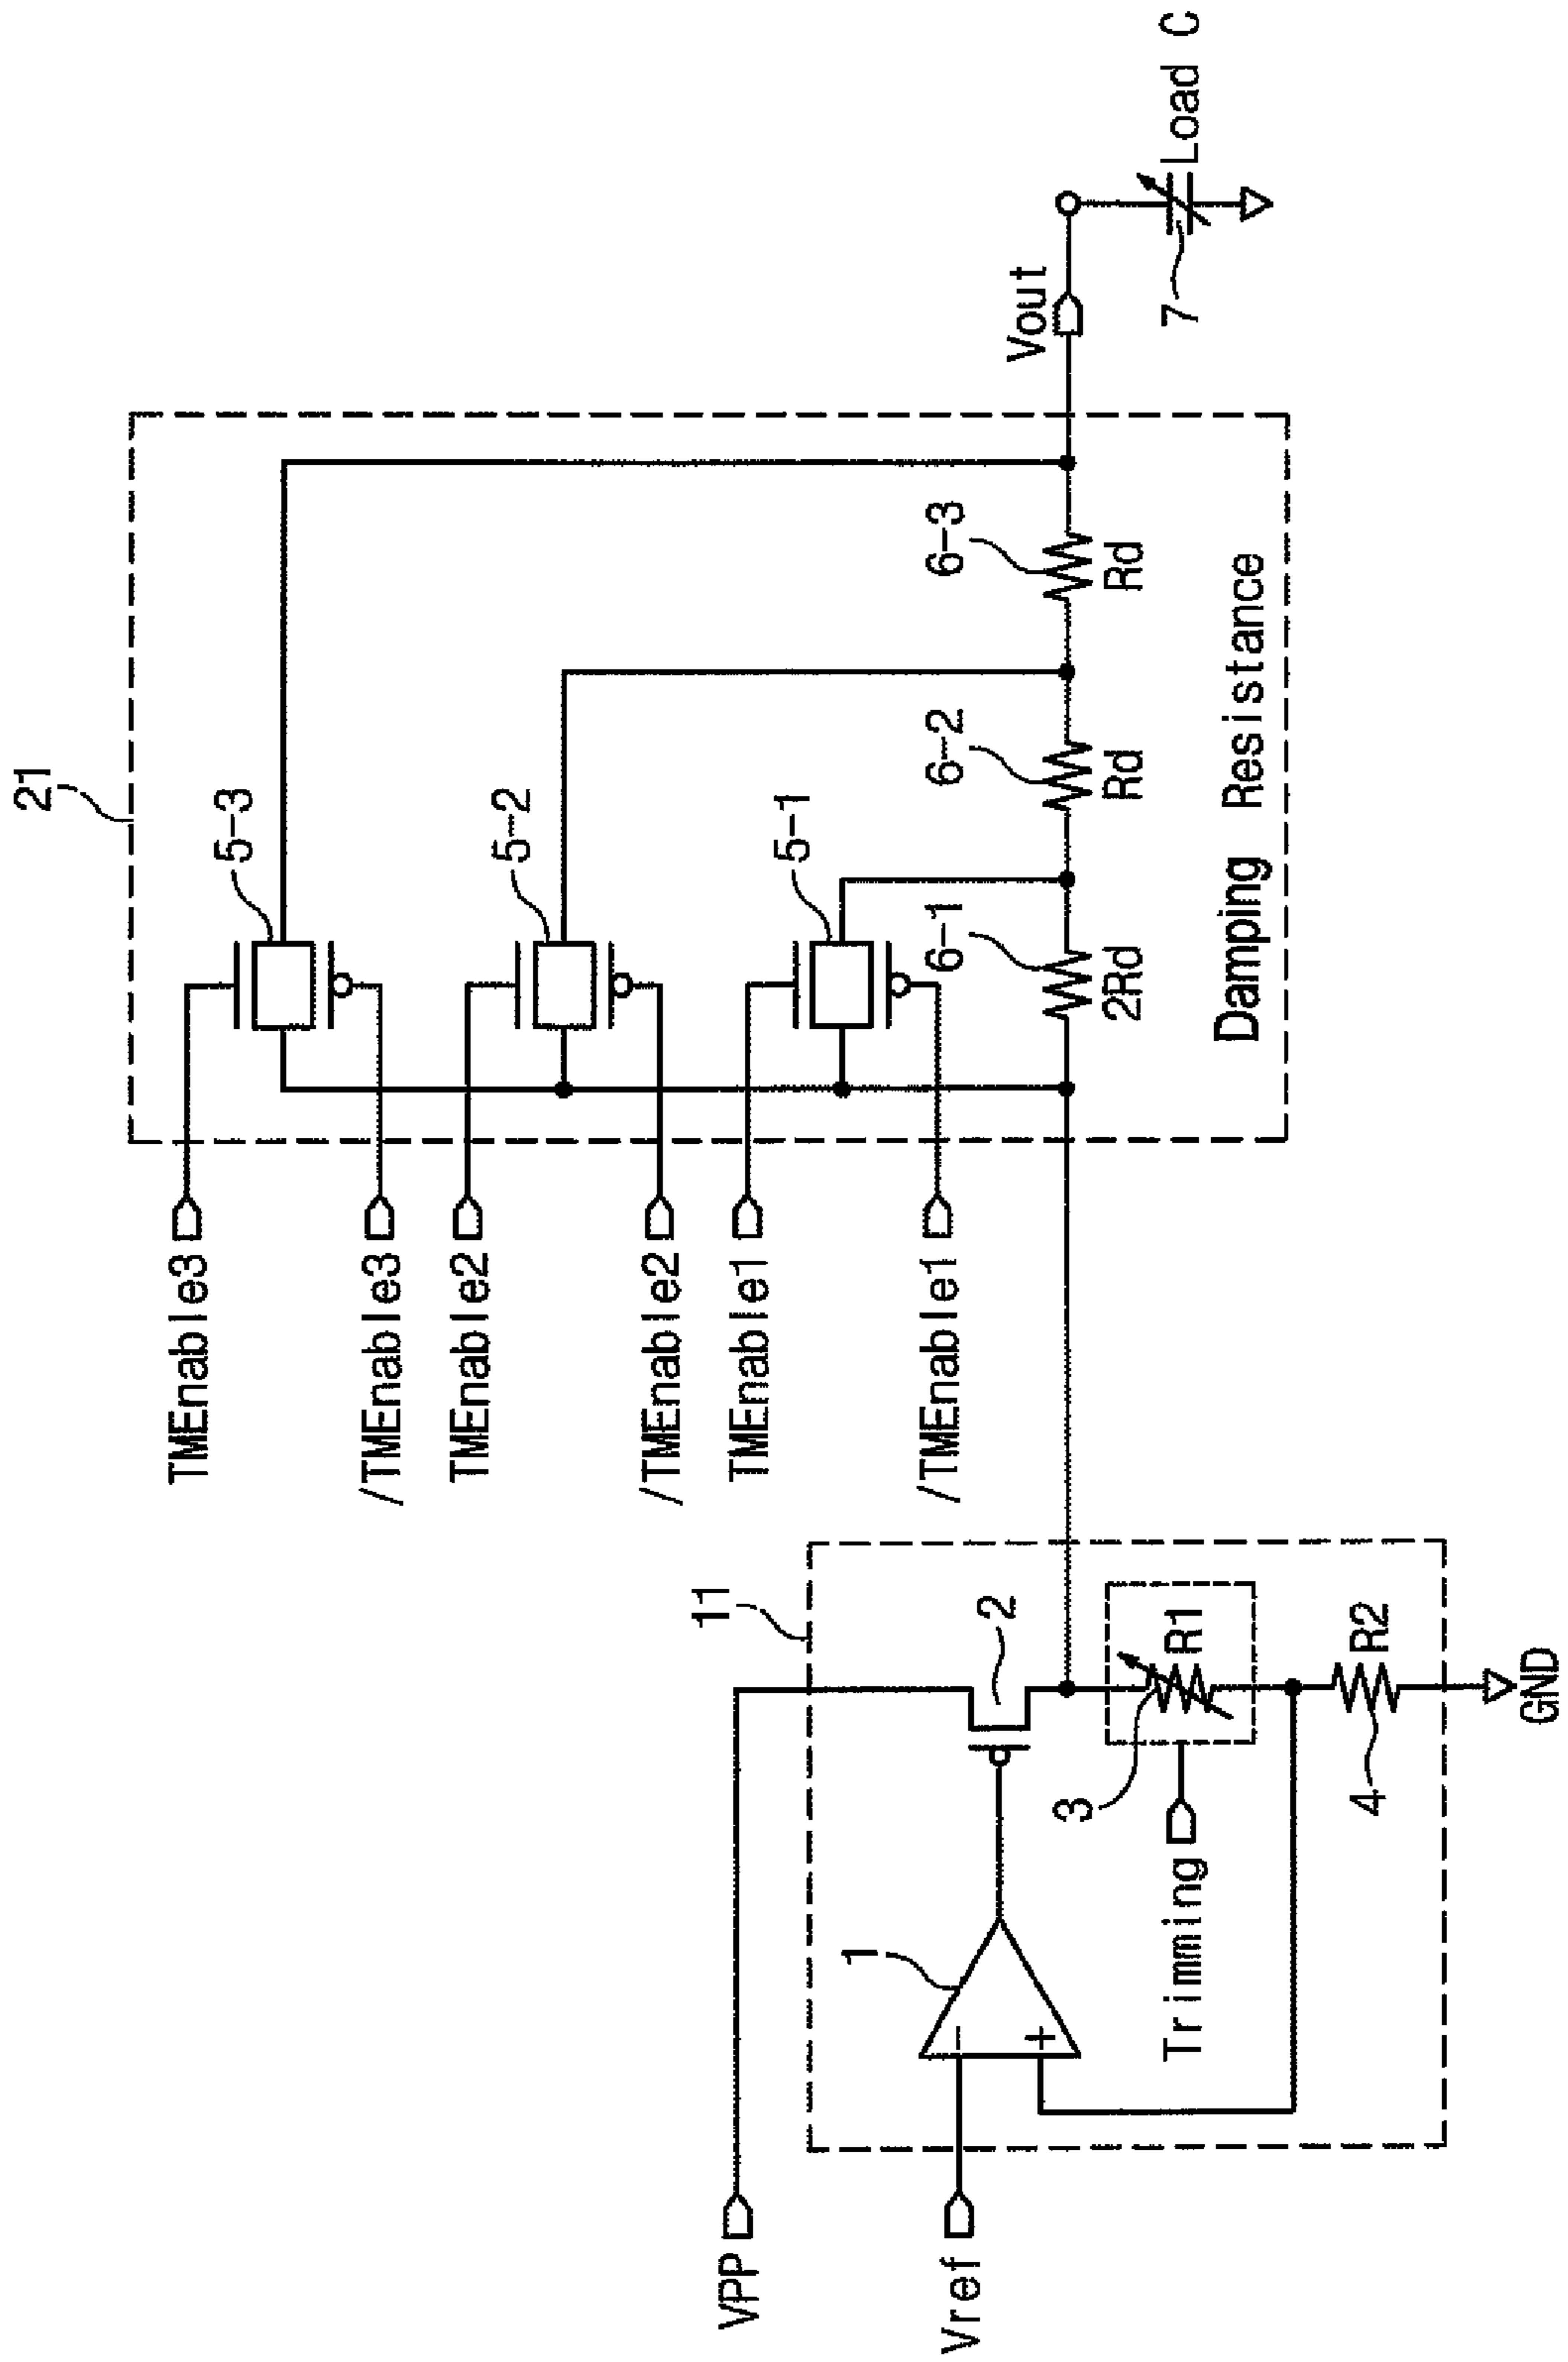 21
TMEnable3
/TMEnable3
TMEnable2
/TMEnable2
TMEnable1
/TMEnable1
5-3
5-2
5-1
6-1
6-2
6-3
2Rd
Rd
Rd
Damping Resistance
Vout
7
Load C
11
VPP
Vref
1
−
+
2
3
R1
Trimming
4
R2
GND